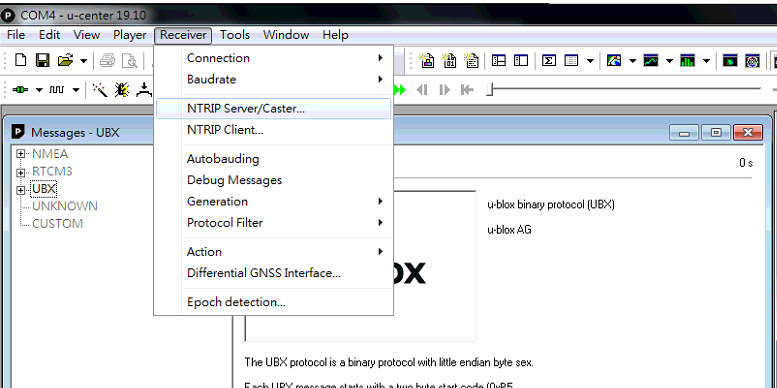 COM4 - u-center 19.10
File Edit View Player Receiver Tools Window Help
Connection
Baudrate
NTRIP Server/Caster...
NTRIP Client...
Autobauding
Debug Messages
Generation
Protocol Filter
Action
Differential GNSS Interface...
Epoch detection...
Messages - UBX
NMEA
RTCM3
UBX
UNKNOWN
CUSTOM
0 s
u-blox binary protocol (UBX)
u-blox AG
ox
The UBX protocol is a binary protocol with little endian byte sex.
Each UBX message starts with a two byte start code (0xB5